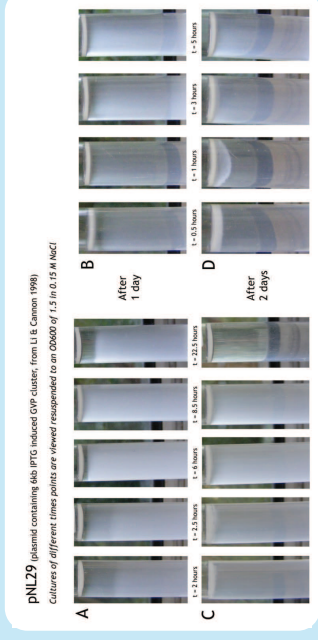 pNL29 (plasmid containing 6kb IPTG induced GVP cluster, from Li & Cannon 1998)
Cultures of different times points are viewed resuspended to an OD600 of 1.5 in 0.15 M NaCl
A
t = 2 hours
t = 2.5 hours
t = 6 hours
t = 8.5 hours
t = 22.5 hours
After
1 day
B
t = 0.5 hours
t = 1 hours
t = 3 hours
t = 5 hours
C
After
2 days
D